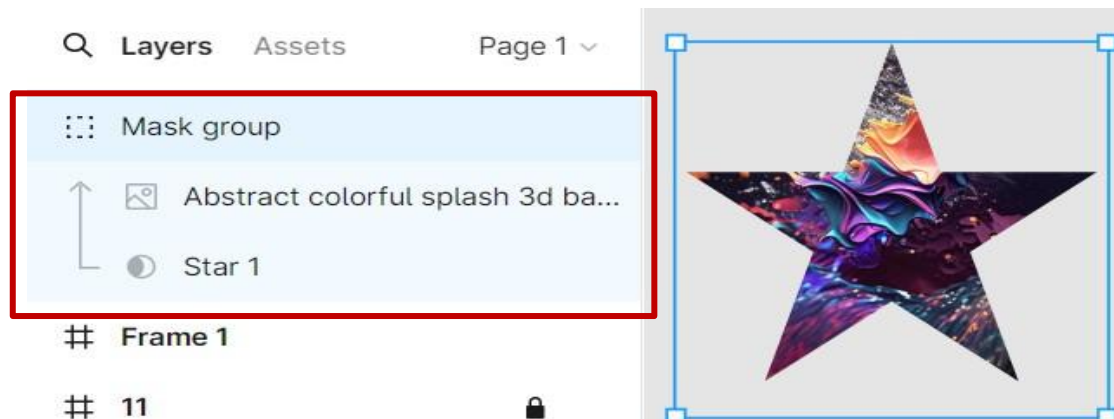 Layers Assets Page 1
Mask group
Abstract colorful splash 3d ba...
Star 1
Frame 1
11